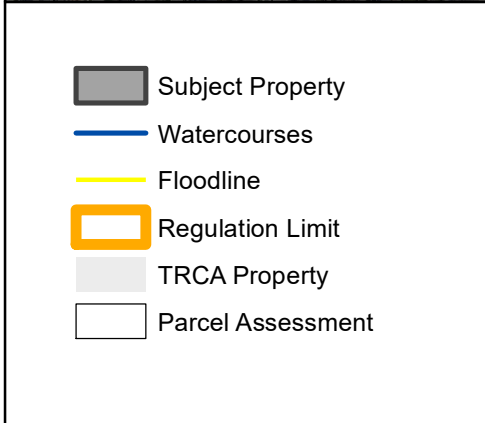 Subject Property
Watercourses
Floodline
Regulation Limit
TRCA Property
Parcel Assessment